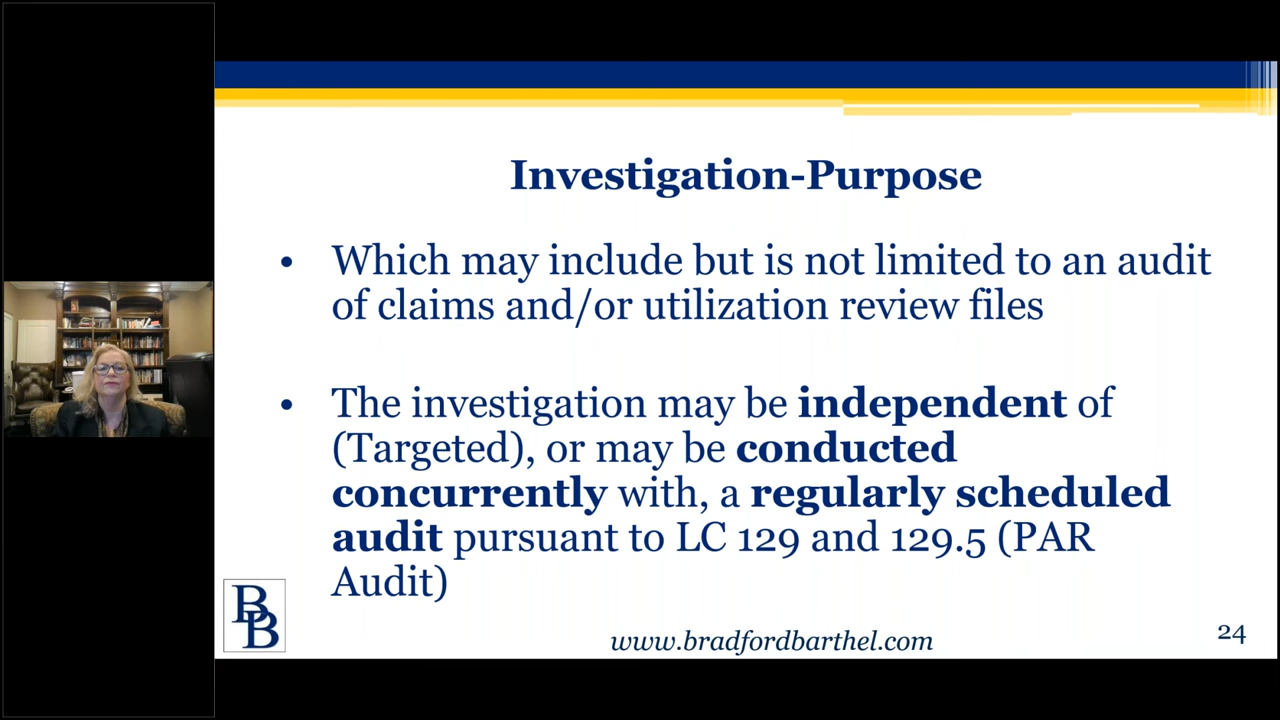 Investigation-Purpose
• Which may include but is not limited to an audit
of claims and/or utilization review files
• The investigation may be independent of
(Targeted), or may be conducted
concurrently with, a regularly scheduled
audit pursuant to LC 129 and 129.5 (PAR
Audit)
BB
www.bradfordbarthel.com
24